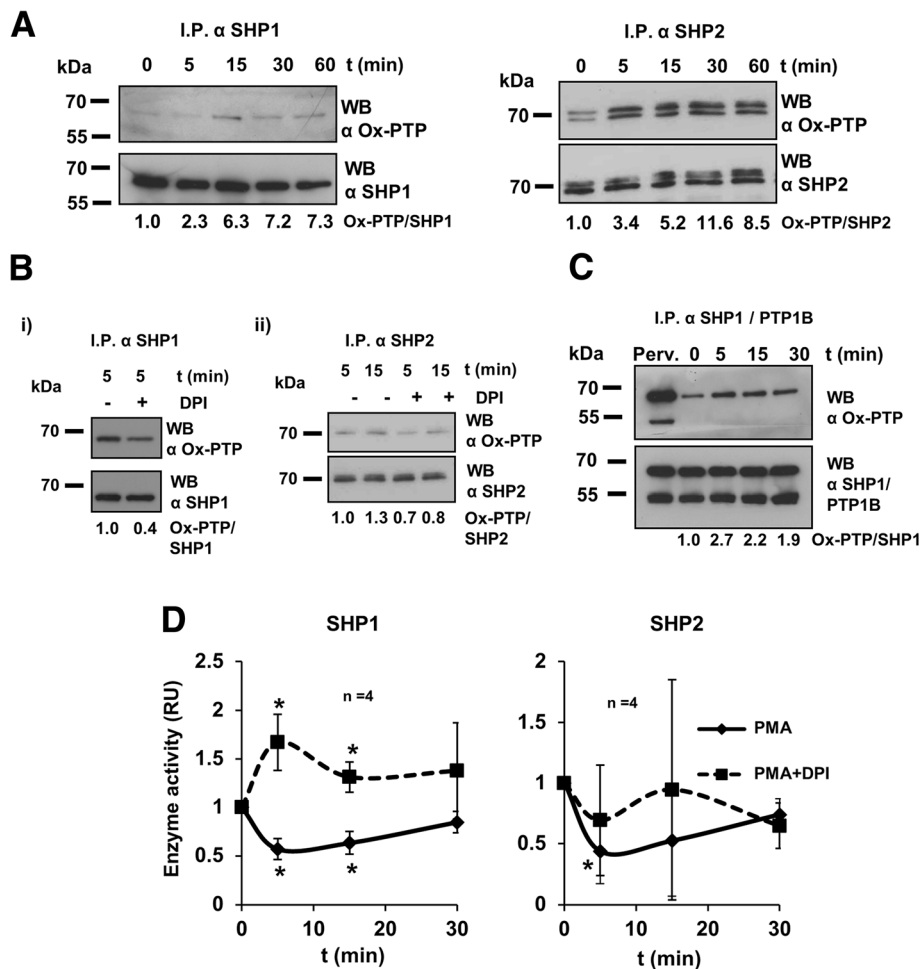 A
I.P. α SHP1
kDa 0 5 15 30 60 t (min)
70
55
WB
α Ox-PTP
70
55
WB
α SHP1
1.0 2.3 6.3 7.2 7.3 Ox-PTP/SHP1
I.P. α SHP2
kDa 0 5 15 30 60 t (min)
70
WB
α Ox-PTP
70
WB
α SHP2
1.0 3.4 5.2 11.6 8.5 Ox-PTP/SHP2
B
i)
I.P. α SHP1
kDa 5 5 t (min)
- + DPI
70
WB
α Ox-PTP
70
WB
α SHP1
1.0 0.4 Ox-PTP/
SHP1
ii)
I.P. α SHP2
kDa 5 15 5 15 t (min)
- - + + DPI
70
WB
α Ox-PTP
70
WB
α SHP2
1.0 1.3 0.7 0.8 Ox-PTP/
SHP2
C
I.P. α SHP1 / PTP1B
kDa Perv. 0 5 15 30 t (min)
70
55
WB
α Ox-PTP
70
55
WB
α SHP1/
PTP1B
1.0 2.7 2.2 1.9 Ox-PTP/SHP1
D
SHP1
Enzyme activity (RU)
2.5
2
1.5
1
0.5
0
n =4
* *
* *
0 10 20 30
t (min)
SHP2
2
1.5
1
0.5
0
n =4
*
PMA
PMA+DPI
0 10 20 30
t (min)